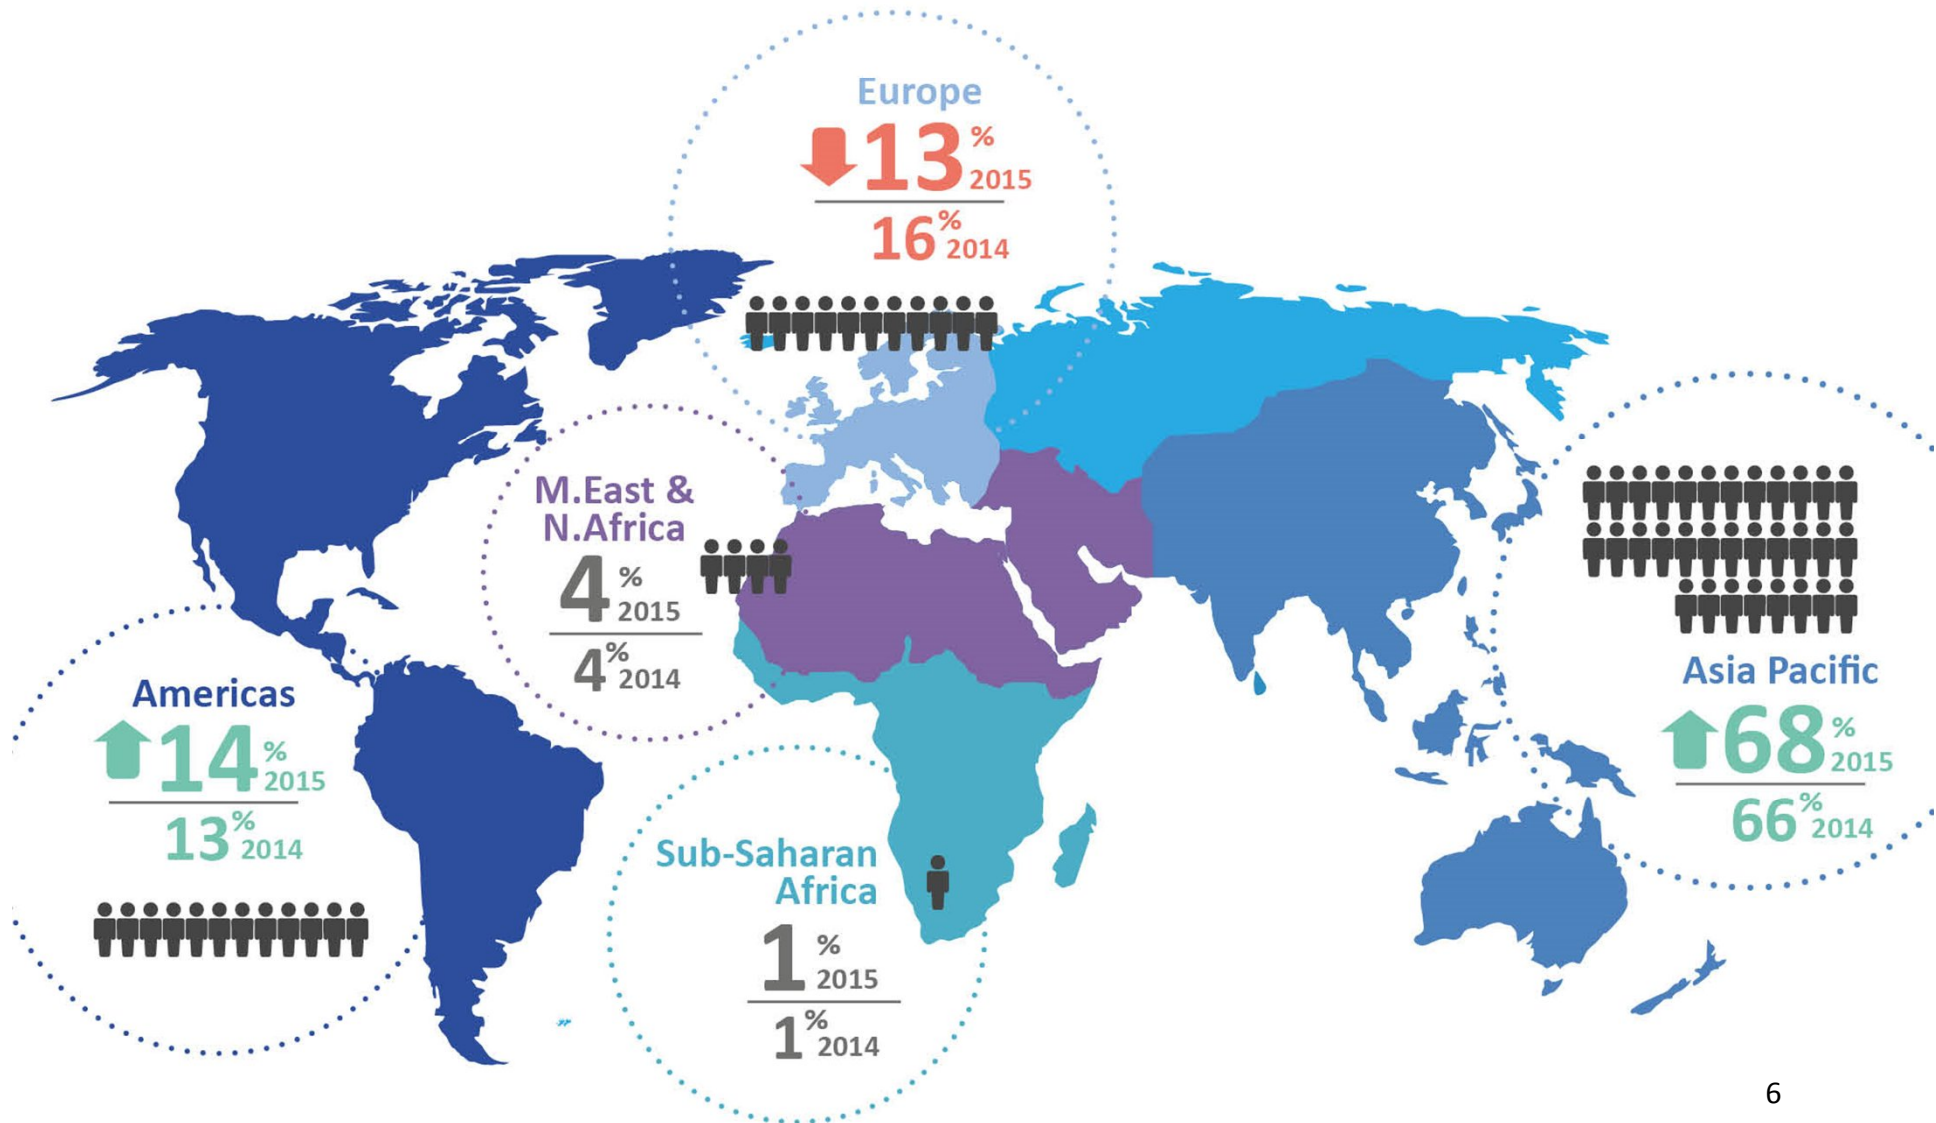 Europe
13% 2015
16% 2014
M.East &
N.Africa
4% 2015
4% 2014
Americas
14% 2015
13% 2014
Sub-Saharan
Africa
1% 2015
1% 2014
Asia Pacific
68% 2015
66% 2014
6